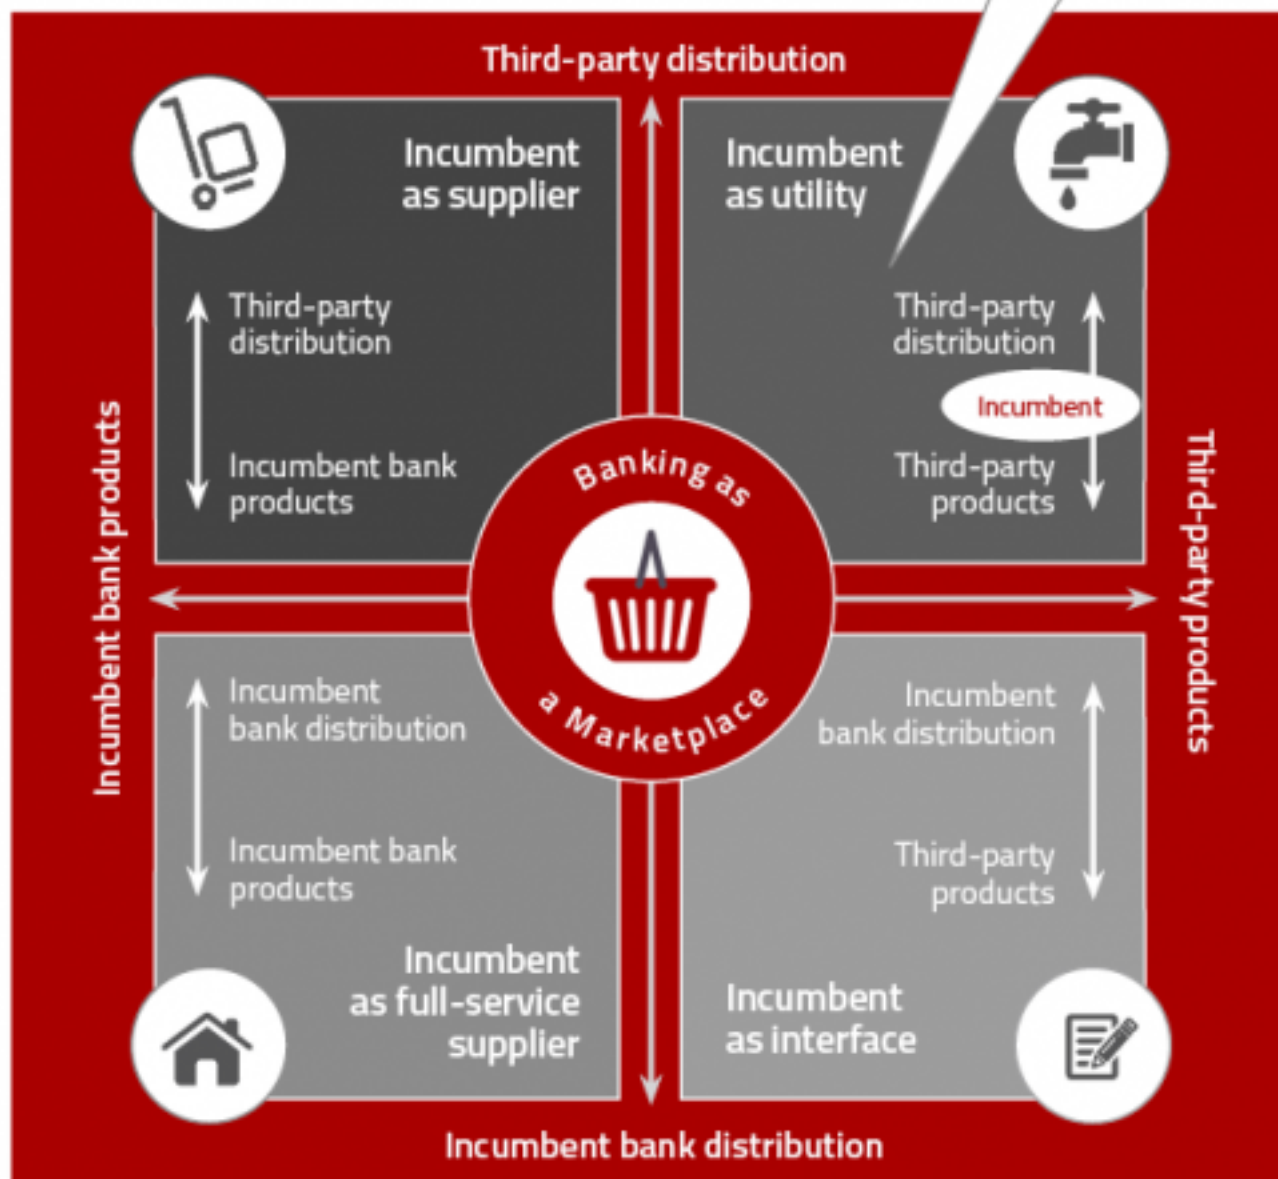 Third-party distribution
Incumbent
as supplier
Third-party
distribution
Incumbent bank
products
Incumbent
as utility
Third-party
distribution
Incumbent
Third-party
products
Incumbent bank products
Banking as
a Marketplace
Third-party products
Incumbent
bank distribution
Incumbent bank
products
Incumbent
as full-service
supplier
Incumbent
bank distribution
Third-party
products
Incumbent
as interface
Incumbent bank distribution